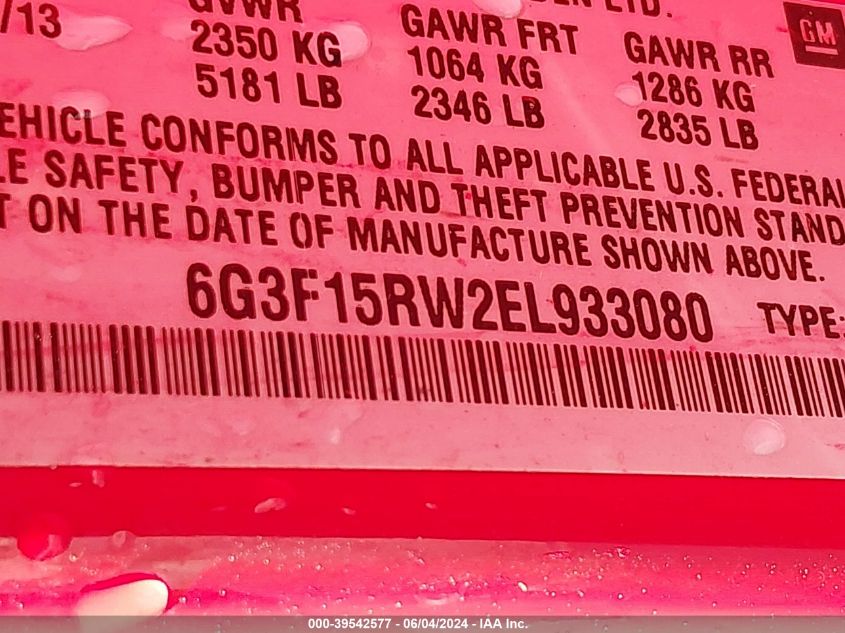 /13
GVWR
2350 KG
5181 LB
LTD.
GAWR FRT
1064 KG
2346 LB
GAWR RR
1286 KG
2835 LB
GM
EHICLE CONFORMS TO ALL APPLICABLE U.S. FEDERAL
LE SAFETY, BUMPER AND THEFT PREVENTION STAND
T ON THE DATE OF MANUFACTURE SHOWN ABOVE.
6G3F15RW2EL933080
TYPE:
000-39542577 - 06/04/2024 - IAA Inc.